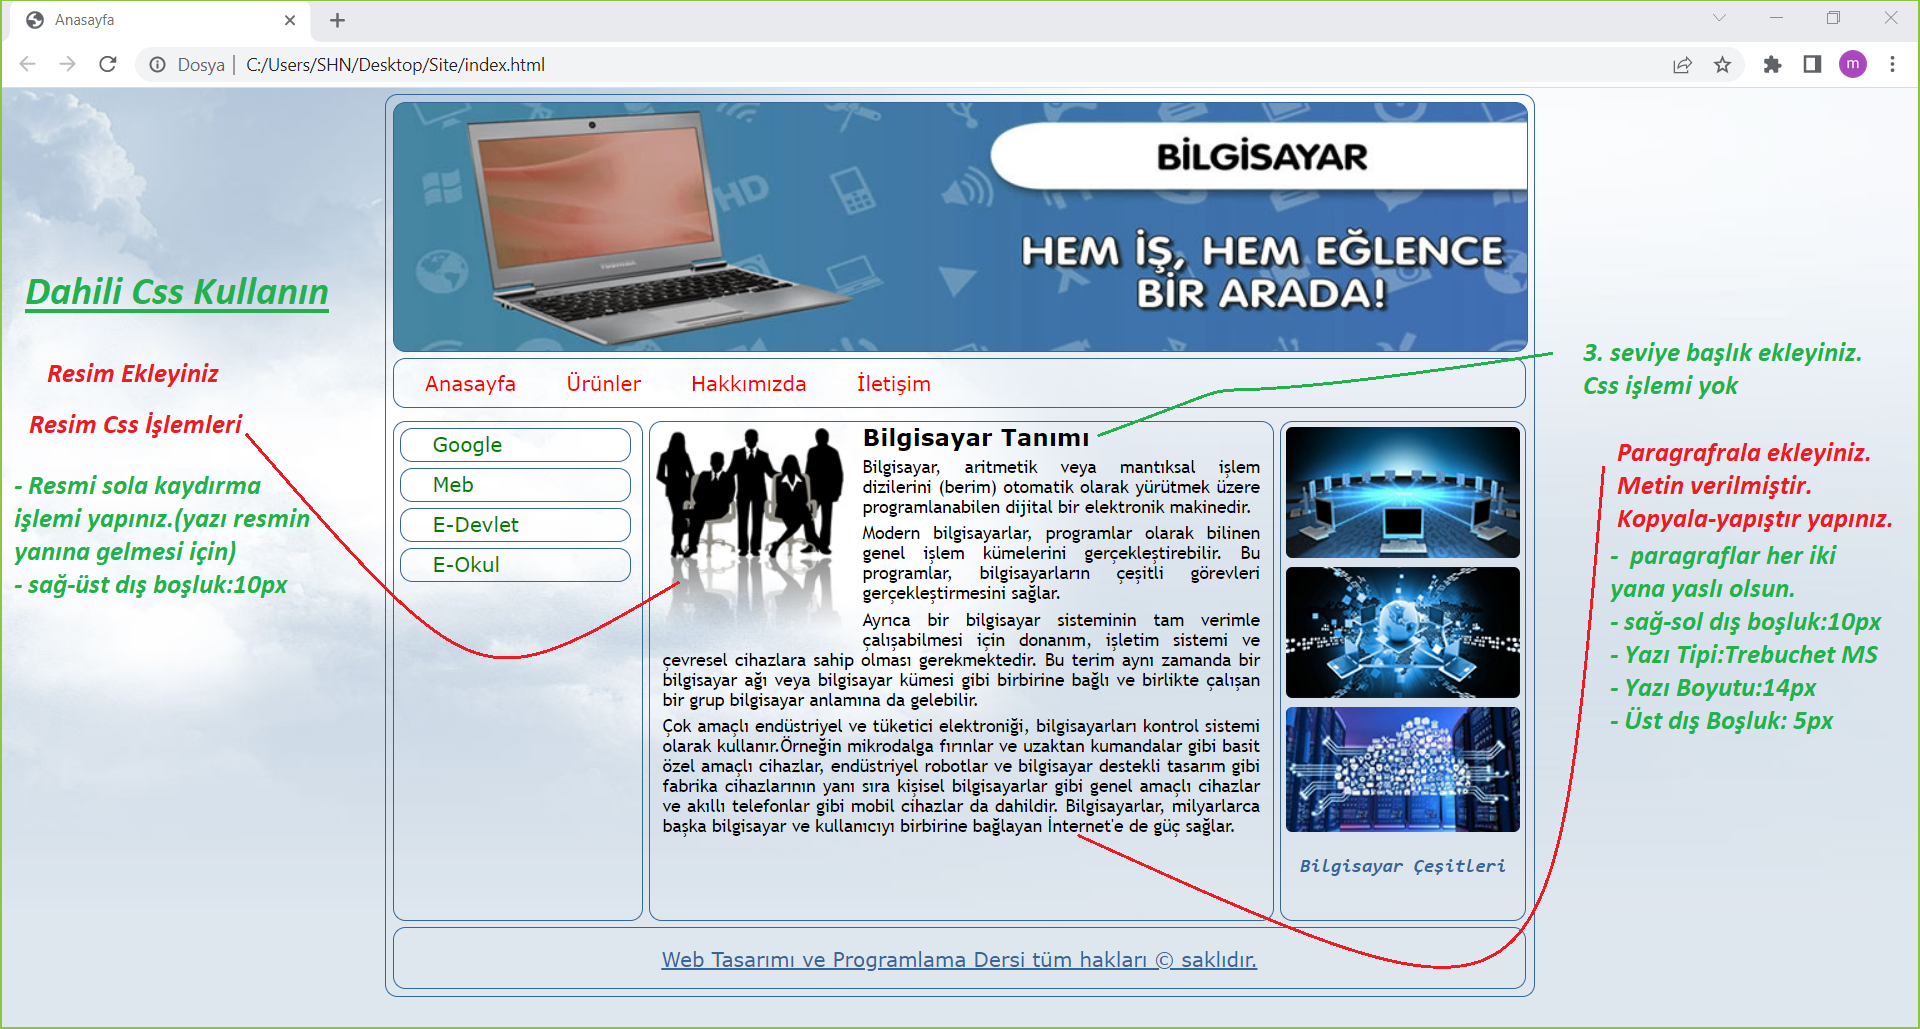 Anasayfa
Dosya | C:/Users/SHN/Desktop/Site/index.html
m
HD
TOSHIBA
BİLGİSAYAR
HEM İŞ, HEM EĞLENCE
BİR ARADA!
Anasayfa Ürünler Hakkımızda İletişim
Google
Meb
E-Devlet
E-Okul
Bilgisayar Tanımı
Bilgisayar, aritmetik veya mantıksal işlem
dizilerini (berim) otomatik olarak yürütmek üzere
programlanabilen dijital bir elektronik makinedir.
Modern bilgisayarlar, programlar olarak bilinen
genel işlem kümelerini gerçekleştirebilir. Bu
programlar, bilgisayarların çeşitli görevleri
gerçekleştirmesini sağlar.
Ayrıca bir bilgisayar sisteminin tam verimle
çalışabilmesi için donanım, işletim sistemi ve
çevresel cihazlara sahip olması gerekmektedir. Bu terim aynı zamanda bir
bilgisayar ağı veya bilgisayar kümesi gibi birbirine bağlı ve birlikte çalışan
bir grup bilgisayar anlamına da gelebilir.
Çok amaçlı endüstriyel ve tüketici elektroniği, bilgisayarları kontrol sistemi
olarak kullanır.Örneğin mikrodalga fırınlar ve uzaktan kumandalar gibi basit
özel amaçlı cihazlar, endüstriyel robotlar ve bilgisayar destekli tasarım gibi
fabrika cihazlarının yanı sıra kişisel bilgisayarlar gibi genel amaçlı cihazlar
ve akıllı telefonlar gibi mobil cihazlar da dahildir. Bilgisayarlar, milyarlarca
başka bilgisayar ve kullanıcıyı birbirine bağlayan İnternet'e de güç sağlar.
Bilgisayar Çeşitleri
Web Tasarımı ve Programlama Dersi tüm hakları © saklıdır.
Dahili Css Kullanın
Resim Ekleyiniz
Resim Css İşlemleri
- Resmi sola kaydırma
işlemi yapınız.(yazı resmin
yanına gelmesi için)
- sağ-üst dış boşluk:10px
3. seviye başlık ekleyiniz.
Css işlemi yok
Paragrafrala ekleyiniz.
Metin verilmiştir.
Kopyala-yapıştır yapınız.
- paragraflar her iki
yana yaslı olsun.
- sağ-sol dış boşluk:10px
- Yazı Tipi:Trebuchet MS
- Yazı Boyutu:14px
- Üst dış Boşluk: 5px